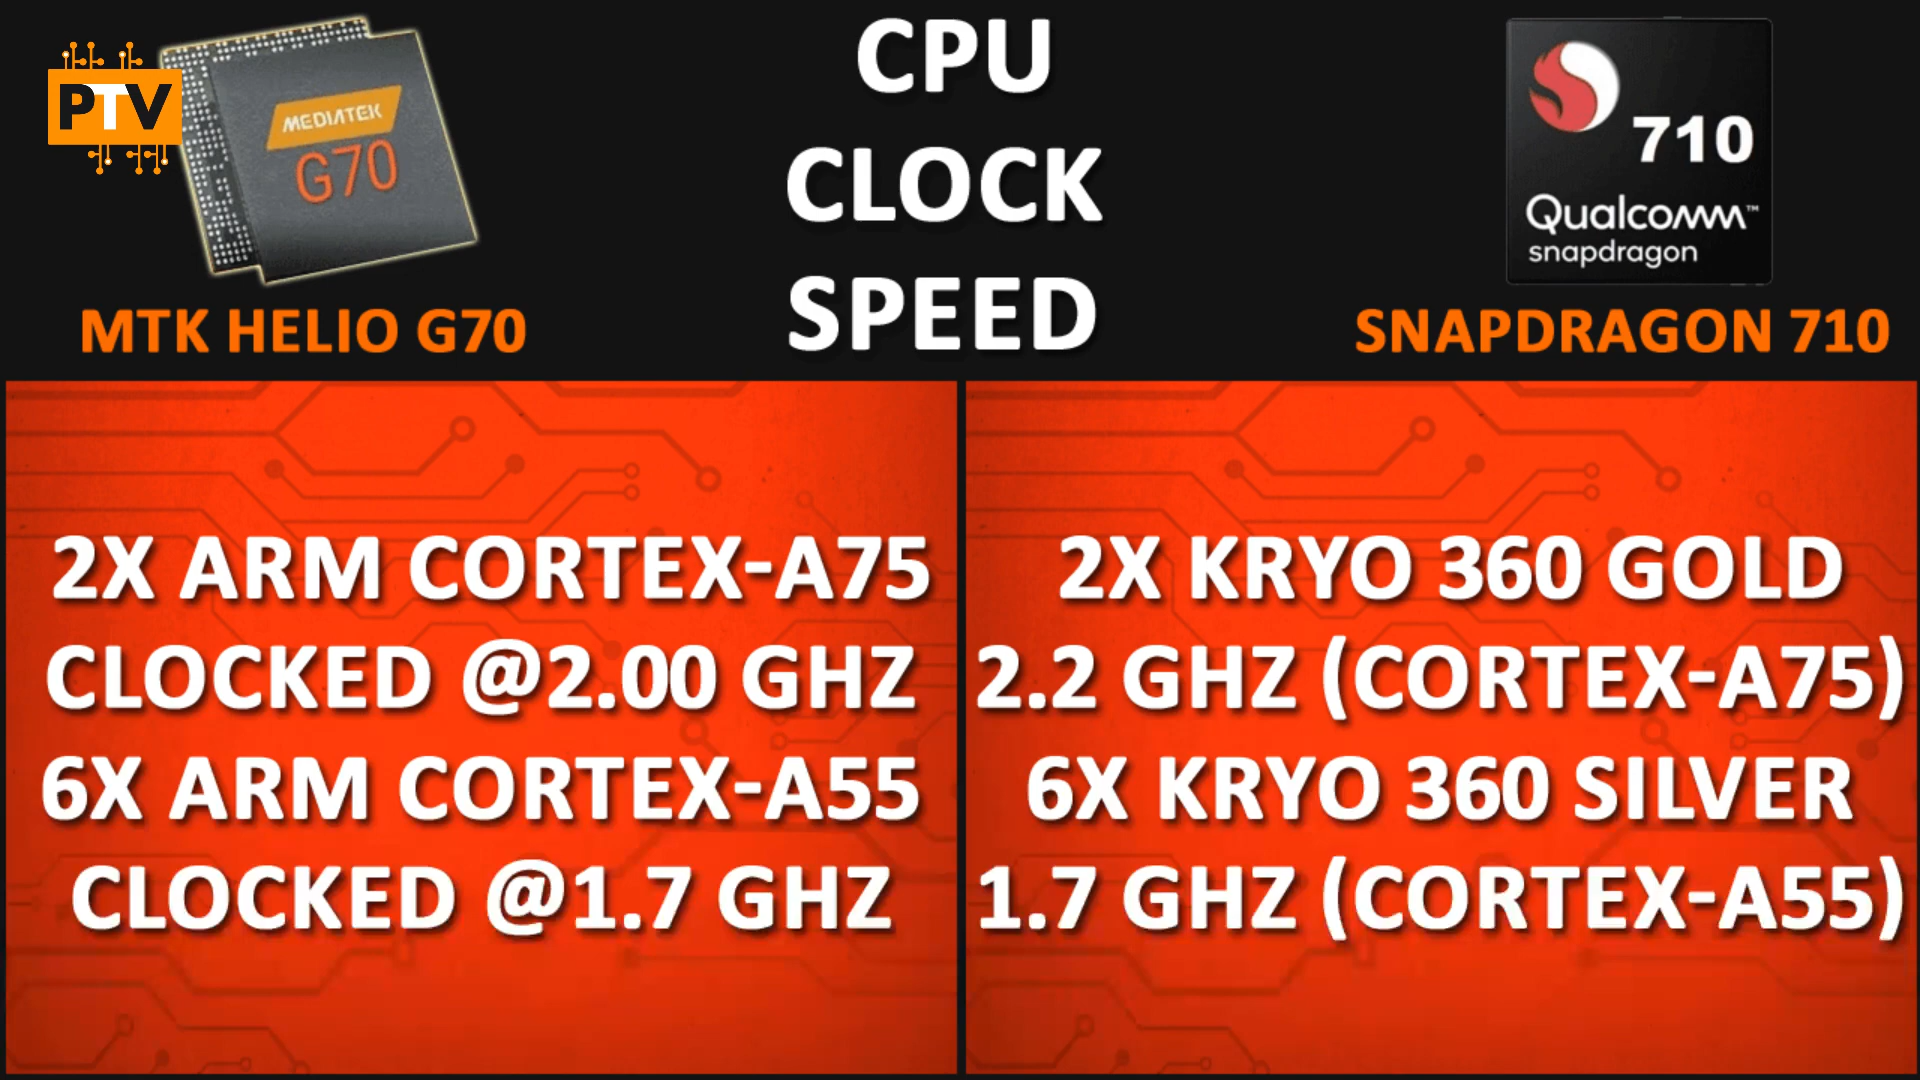 PTV
MEDIATEK
G70
MTK HELIO G70
CPU
CLOCK
SPEED
710
Qualcomm™
snapdragon
SNAPDRAGON 710
2X ARM CORTEX-A75
CLOCKED @2.00 GHZ
6X ARM CORTEX-A55
CLOCKED @1.7 GHZ
2X KRYO 360 GOLD
2.2 GHZ (CORTEX-A75)
6X KRYO 360 SILVER
1.7 GHZ (CORTEX-A55)